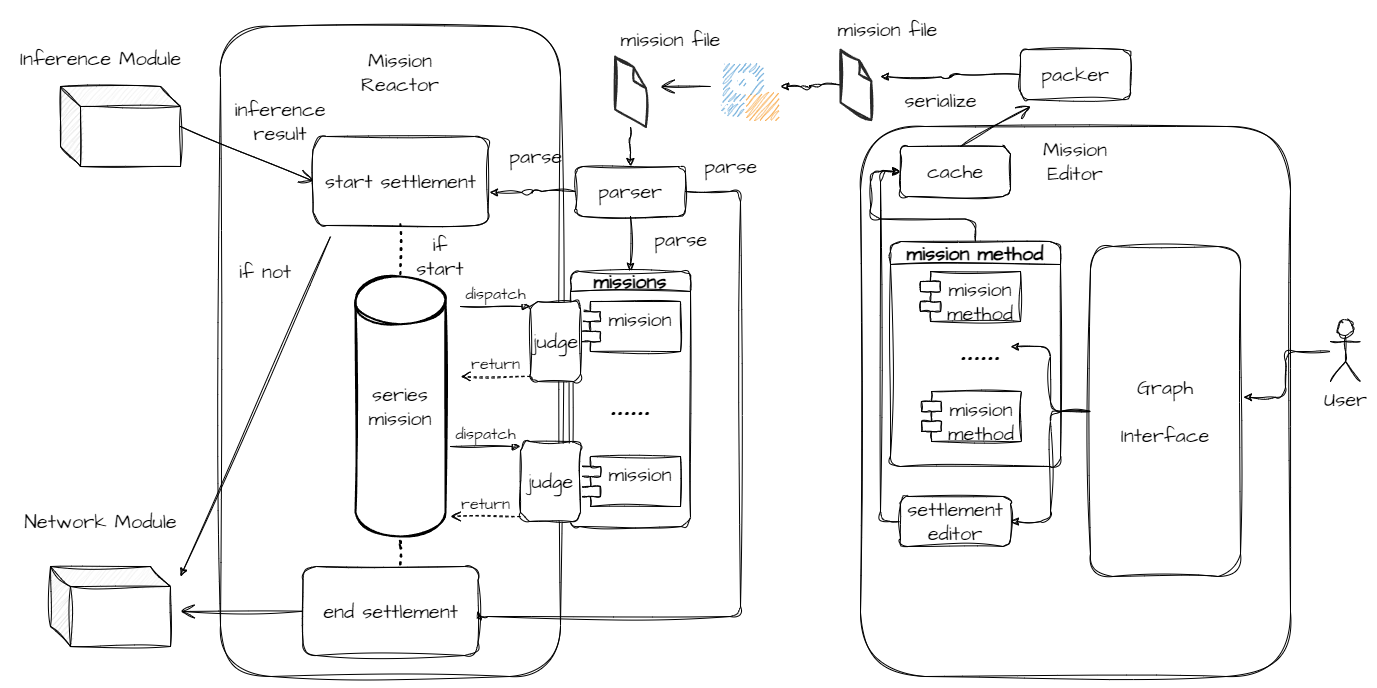 mission file
mission file
Inference Module
Mission
Reactor
packer
serialize
inference
result
Mission
Editor
parse
parse
start settlement
parser
cache
parse
if
start
if not
mission method
missions
mission
method
dispatch
mission
judge
return
......
......
series
mission
Graph
Interface
User
mission
method
dispatch
mission
judge
return
settlement
editor
Network Module
end settlement